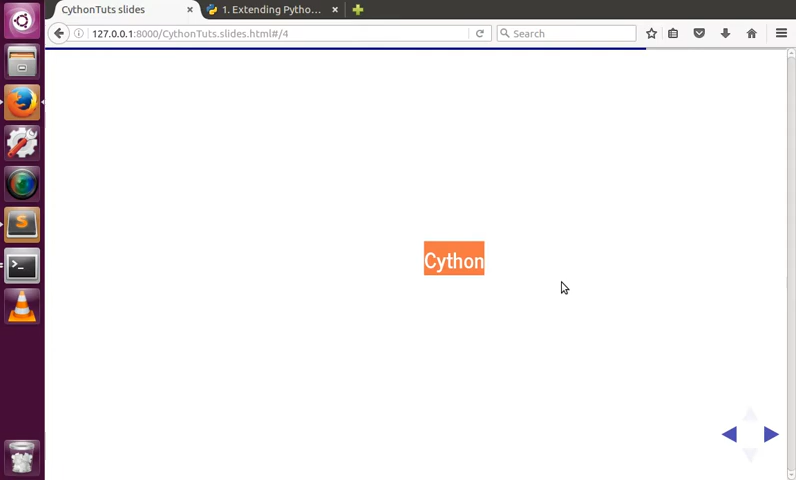 CythonTuts slides
1. Extending Pytho...
127.0.0.1:8000/CythonTuts.slides.html#/4
Search
Cython